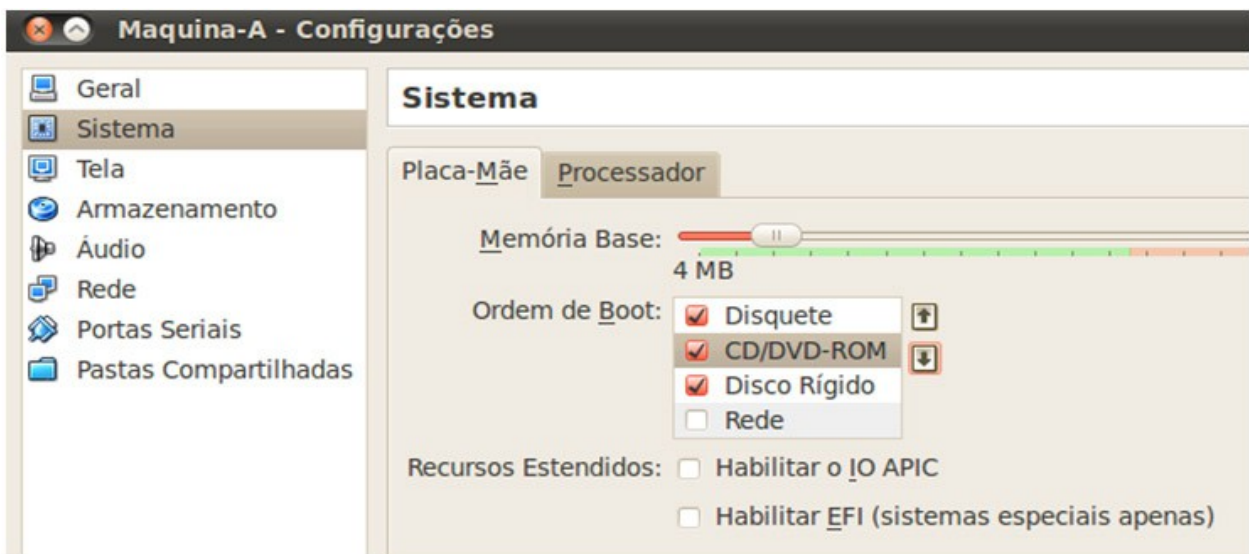 Maquina-A - Configurações
Geral
Sistema
Tela
Armazenamento
Áudio
Rede
Portas Seriais
Pastas Compartilhadas
Sistema
Placa-Mãe Processador
Memória Base:
4 MB
Ordem de Boot: Disquete
CD/DVD-ROM
Disco Rígido
Rede
Recursos Estendidos: Habilitar o IO APIC
Habilitar EFI (sistemas especiais apenas)